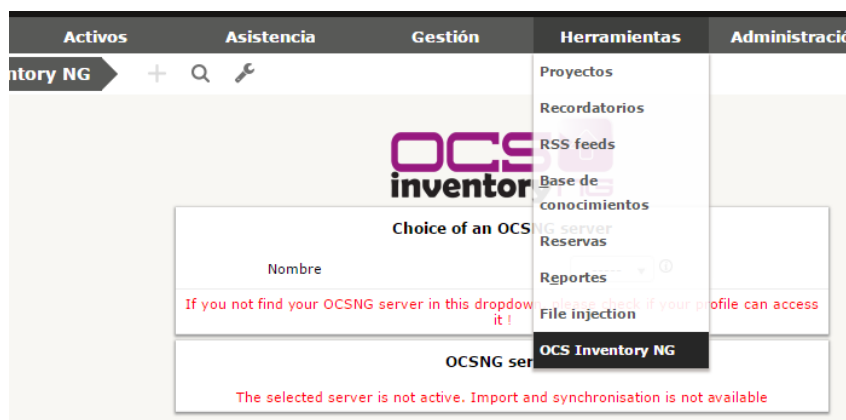 Activos Asistencia Gestión Herramientas
ntory NG
Proyectos
Recordatorios
RSS feeds
Base de
conocimientos
Reservas
Reportes
File injection
OCS Inventory NG
OCS
inventory NG
Choice of an OCSNG server
Nombre -----
If you not find your OCSNG server in this dropdown, please check if your profile can access
it !
OCSNG ser
The selected server is not active. Import and synchronisation is not available